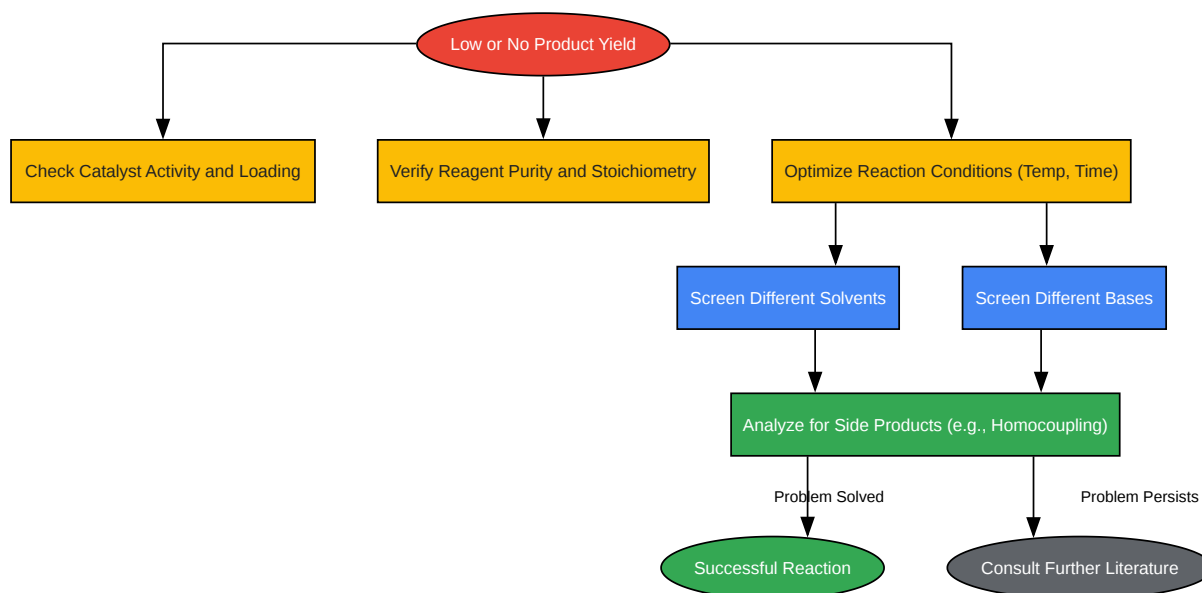 Low or No Product Yield
Check Catalyst Activity and Loading
Verify Reagent Purity and Stoichiometry
Optimize Reaction Conditions (Temp, Time)
Screen Different Solvents
Screen Different Bases
Analyze for Side Products (e.g., Homocoupling)
Problem Solved
Problem Persists
Successful Reaction
Consult Further Literature